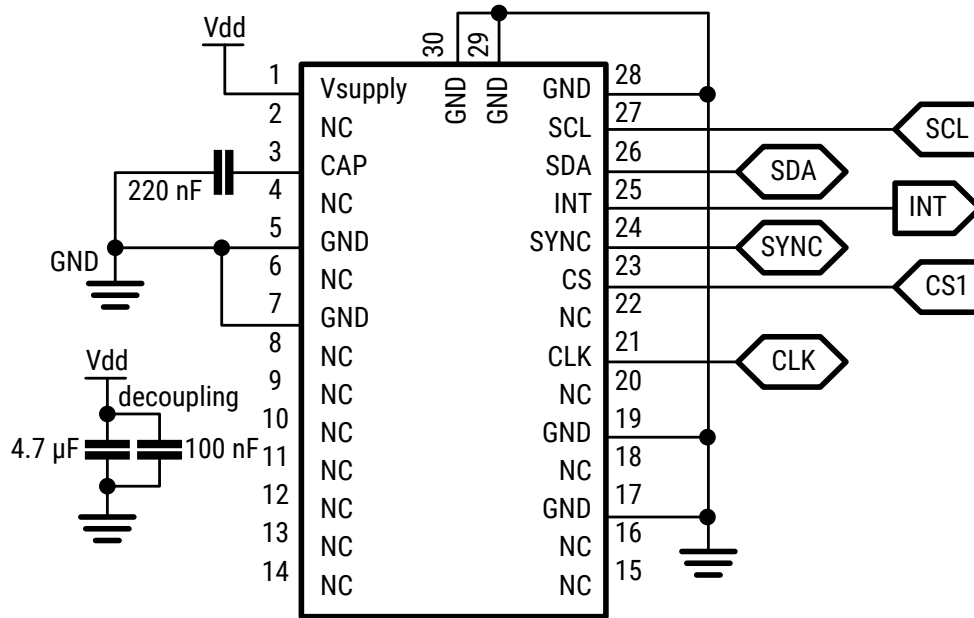 Vdd
30
29
1
Vsupply
GND
GND
GND
28
2
NC
SCL
27
SCL
3
CAP
SDA
26
SDA
220 nF
4
NC
INT
25
INT
5
GND
SYNC
24
SYNC
GND
6
NC
CS
23
CS1
7
GND
NC
22
8
NC
CLK
21
CLK
Vdd
9
NC
NC
20
decoupling
10
NC
GND
19
4.7 µF
100 nF
11
NC
NC
18
12
NC
GND
17
13
NC
NC
16
14
NC
NC
15